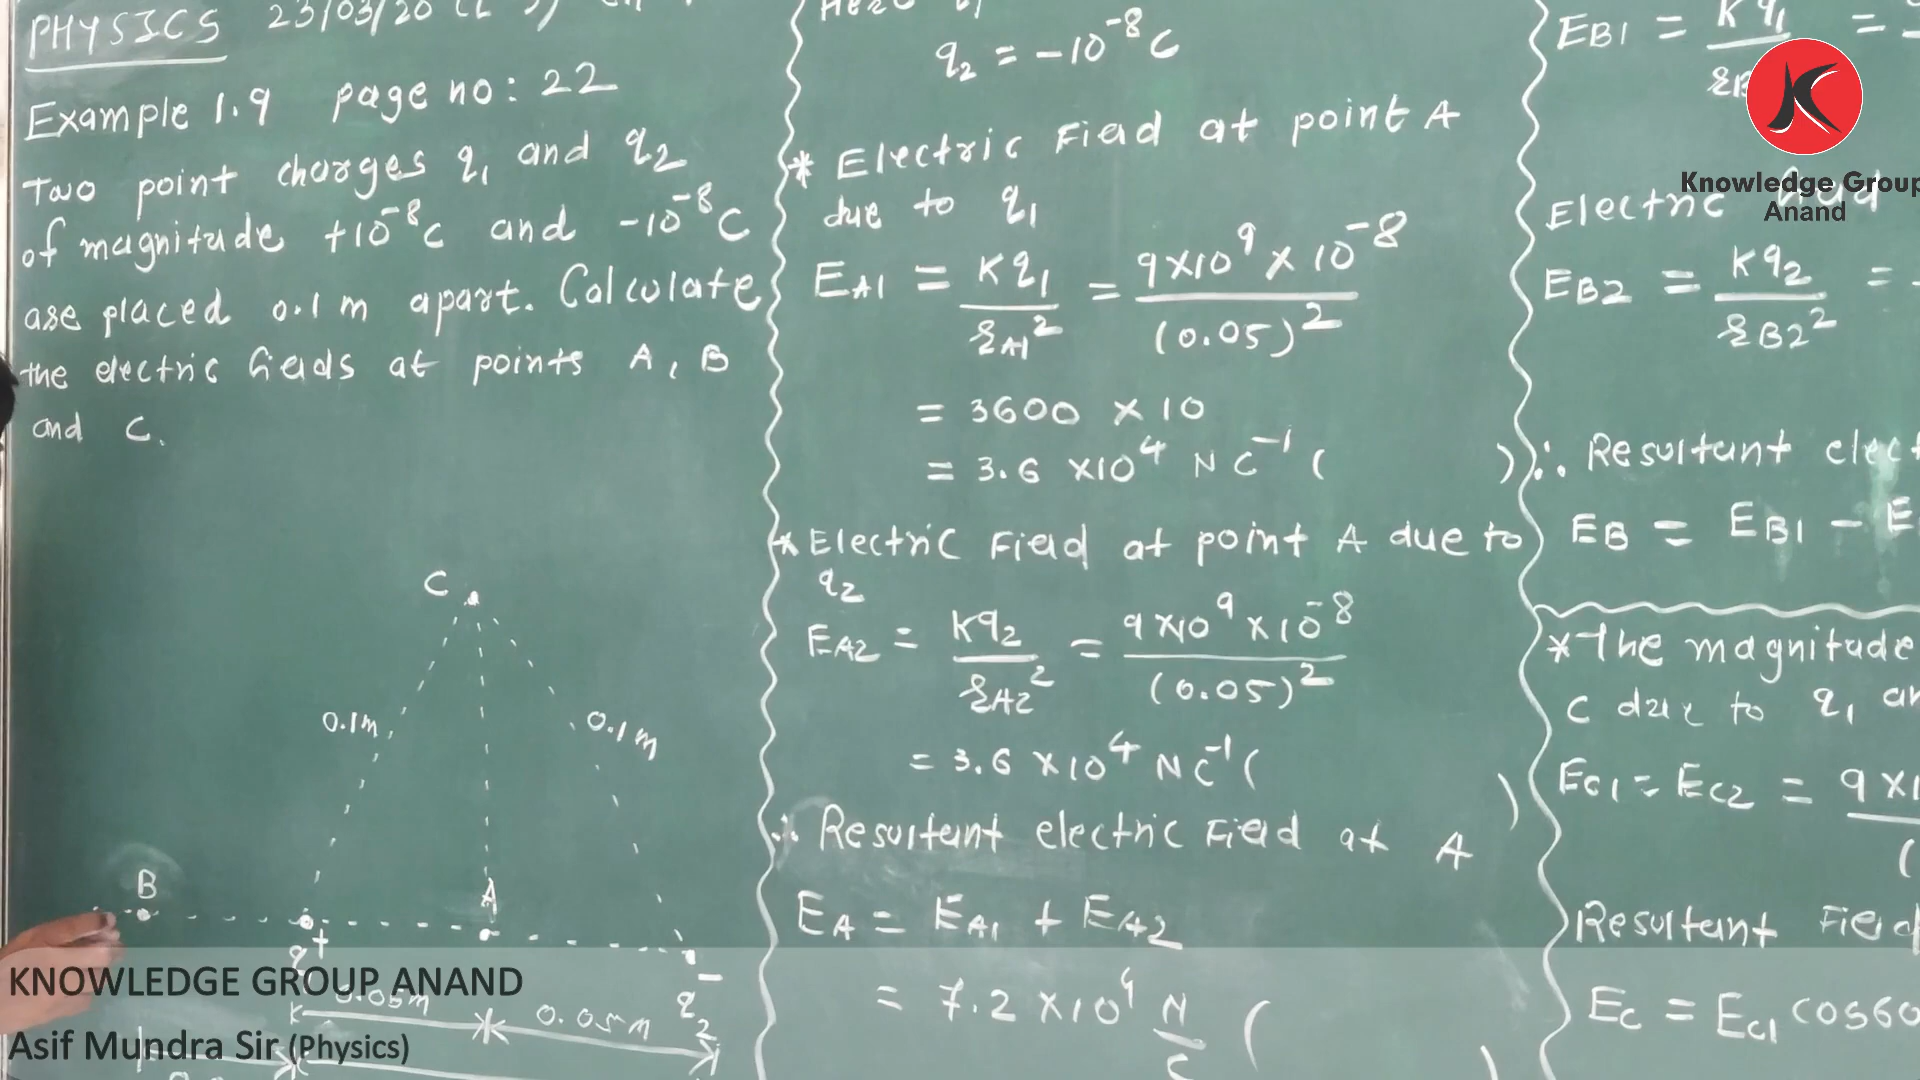 PHYSICS 23/03/20
Example 1.9 page no: 22
Two point charges q1 and q2
of magnitude +10^-8 C and -10^-8 C
are placed 0.1 m apart. Calculate
the electric fields at points A, B
and C.
C
0.1m
0.1m
B
A
q1 +
q2 -
0.05m
0.05m
q2 = -10^-8 C
* Electric Field at point A
due to q1
EA1 = Kq1 / rA1^2 = 9×10^9 × 10^-8 / (0.05)^2
= 3600 × 10
= 3.6 ×10^4 N C^-1 ( )
* Electric Field at point A due to
q2
EA2 = Kq2 / rA2^2 = 9×10^9 × 10^-8 / (0.05)^2
= 3.6 ×10^4 N C^-1 ( )
∴ Resultant electric Field at A
EA = EA1 + EA2
= 7.2 ×10^4 N/C ( )
EB1 = Kq1 =
Electric field
EB2 = Kq2 / rB2^2 =
∴ Resultant
EB = EB1 -
* The magnitude
C due to q1
EC1 = EC2 =
Resultant Field
EC = EC1 cos60
K
Knowledge Group
Anand
KNOWLEDGE GROUP ANAND
Asif Mundra Sir (Physics)